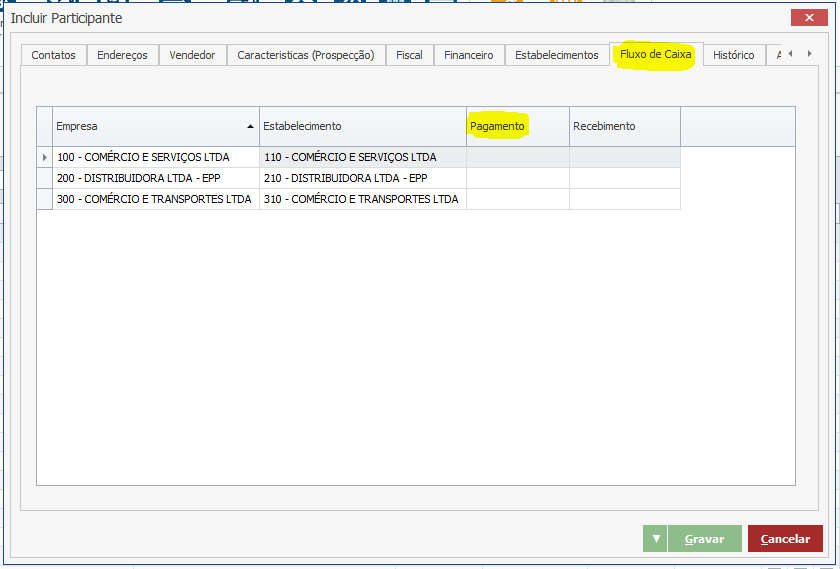 Incluir Participante
Contatos Endereços Vendedor Caracteristicas (Prospecção) Fiscal Financeiro Estabelecimentos Fluxo de Caixa Histórico
Empresa Estabelecimento Pagamento Recebimento
100 - COMÉRCIO E SERVIÇOS LTDA 110 - COMÉRCIO E SERVIÇOS LTDA
200 - DISTRIBUIDORA LTDA - EPP 210 - DISTRIBUIDORA LTDA - EPP
300 - COMÉRCIO E TRANSPORTES LTDA 310 - COMÉRCIO E TRANSPORTES LTDA
Gravar Cancelar